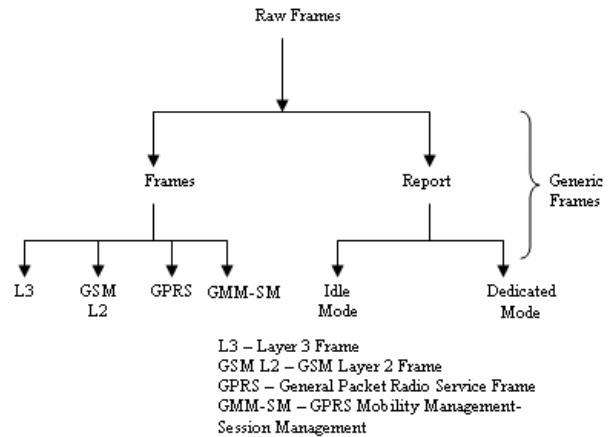 Raw Frames
Frames
Report
Generic
Frames
L3
GSM
L2
GPRS
GMM-SM
Idle
Mode
Dedicated
Mode
L3 – Layer 3 Frame
GSM L2 – GSM Layer 2 Frame
GPRS – General Packet Radio Service Frame
GMM-SM – GPRS Mobility Management-
Session Management